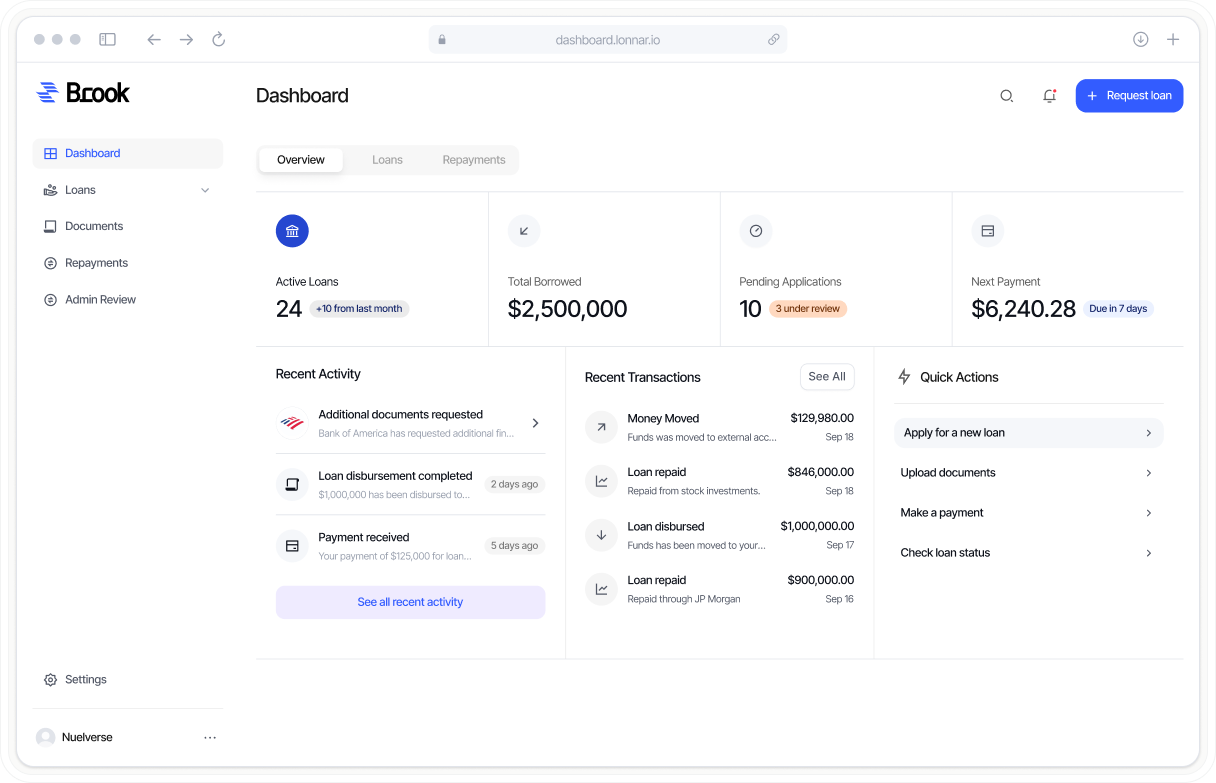 dashboard.lonnar.io
Brook
Dashboard
Request loan
Dashboard
Loans
Documents
Repayments
Admin Review
Settings
Nuelverse
Overview
Loans
Repayments
Active Loans
24
+10 from last month
Total Borrowed
$2,500,000
Pending Applications
10
3 under review
Next Payment
$6,240.28
Due in 7 days
Recent Activity
Additional documents requested
Bank of America has requested additional fin...
Loan disbursement completed
$1,000,000 has been disbursed to...
2 days ago
Payment received
Your payment of $125,000 for loan...
5 days ago
See all recent activity
Recent Transactions
See All
Money Moved
$129,980.00
Funds was moved to external acc...
Sep 18
Loan repaid
$846,000.00
Repaid from stock investments.
Sep 18
Loan disbursed
$1,000,000.00
Funds has been moved to your...
Sep 17
Loan repaid
$900,000.00
Repaid through JP Morgan
Sep 16
Quick Actions
Apply for a new loan
Upload documents
Make a payment
Check loan status